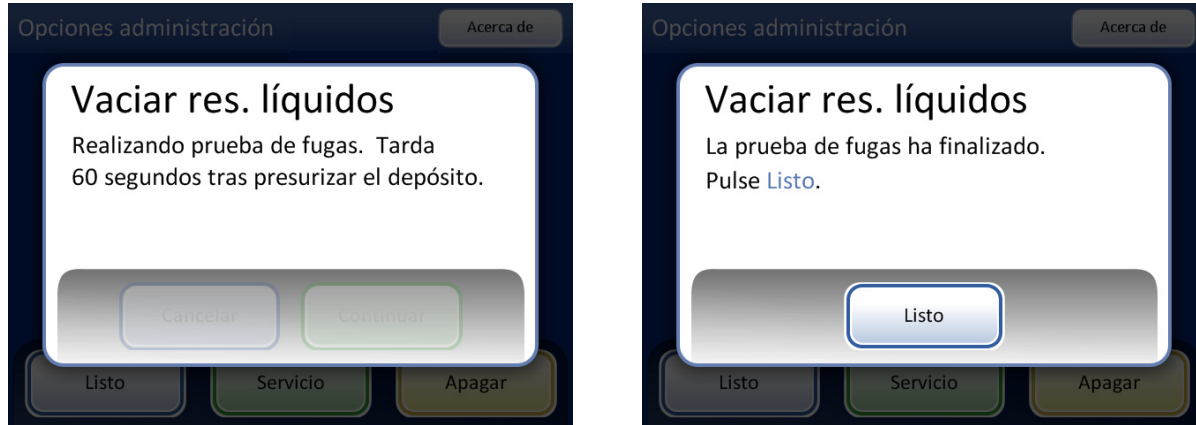 Opciones administración
Acerca de
Vaciar res. líquidos
Realizando prueba de fugas. Tarda
60 segundos tras presurizar el depósito.
Cancelar
Continuar
Listo
Servicio
Apagar
Opciones administración
Acerca de
Vaciar res. líquidos
La prueba de fugas ha finalizado.
Pulse Listo.
Listo
Listo
Servicio
Apagar